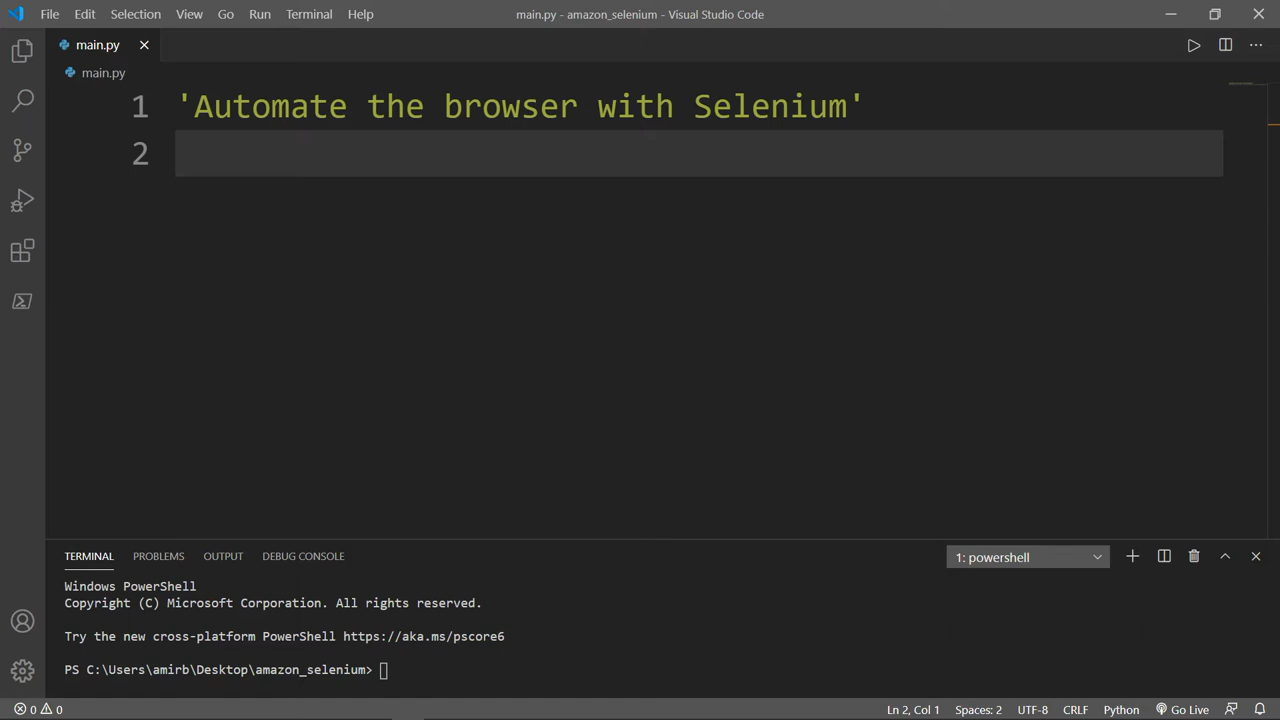 File Edit Selection View Go Run Terminal Help main.py - amazon_selenium - Visual Studio Code
main.py
main.py
1 'Automate the browser with Selenium'
2
TERMINAL PROBLEMS OUTPUT DEBUG CONSOLE 1: powershell
Windows PowerShell
Copyright (C) Microsoft Corporation. All rights reserved.
Try the new cross-platform PowerShell https://aka.ms/pscore6
PS C:\Users\amirb\Desktop\amazon_selenium>
0 0 Ln 2, Col 1 Spaces: 2 UTF-8 CRLF Python Go Live